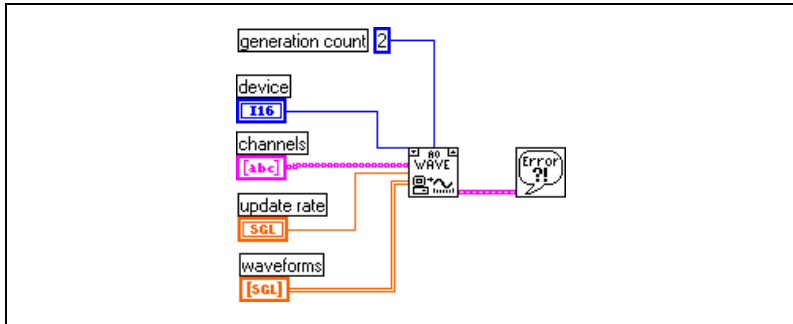 generation count 2
device
I16
channels
[abc]
AO
WAVE
Error
?!
update rate
SGL
waveforms
[SGL]